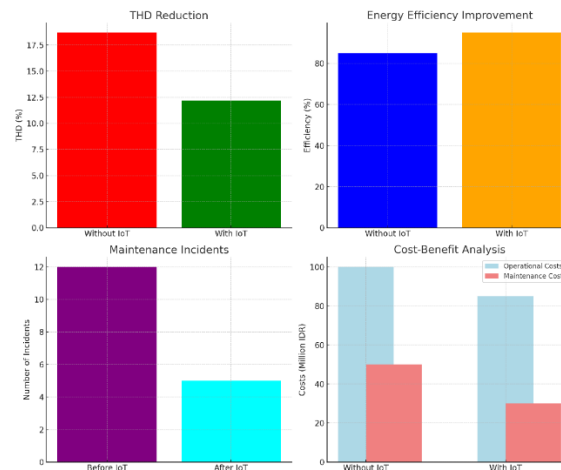 THD Reduction
THD (%)
17.5
15.0
12.5
10.0
7.5
5.0
2.5
0.0
Without IoT With IoT
Energy Efficiency Improvement
Efficiency (%)
80
60
40
20
0
Without IoT With IoT
Maintenance Incidents
Number of Incidents
12
10
8
6
4
2
0
Before IoT After IoT
Cost-Benefit Analysis
Costs (Million IDR)
100
80
60
40
20
0
Operational Costs
Maintenance Cost
Without IoT With IoT